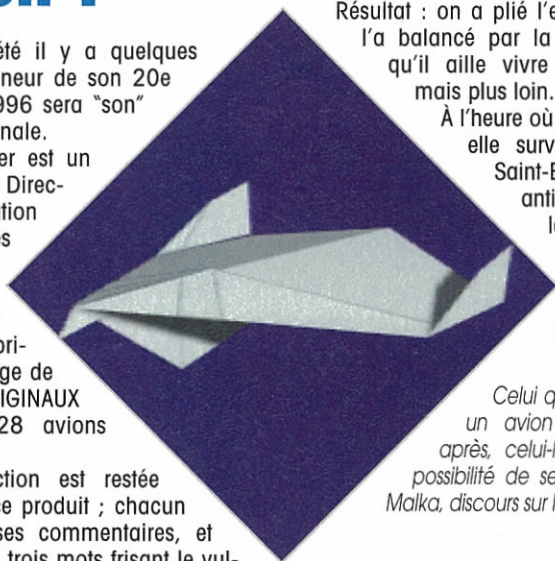 été il y a quelques
neur de son 20e
996 sera "son"
nale.
er est un
Direc-
ation
es
ori-
ge de
IGINAUX
28 avions
ction est restée
ce produit ; chacun
ses commentaires, et
trois mots frisant le vul-
Résultat : on a plié l'e
l'a balancé par la
qu'il aille vivre
mais plus loin.
À l'heure où
elle surv
Saint-E
anti
le
Celui q
un avion
après, celui-l
possibilité de se
Malka, discours sur l